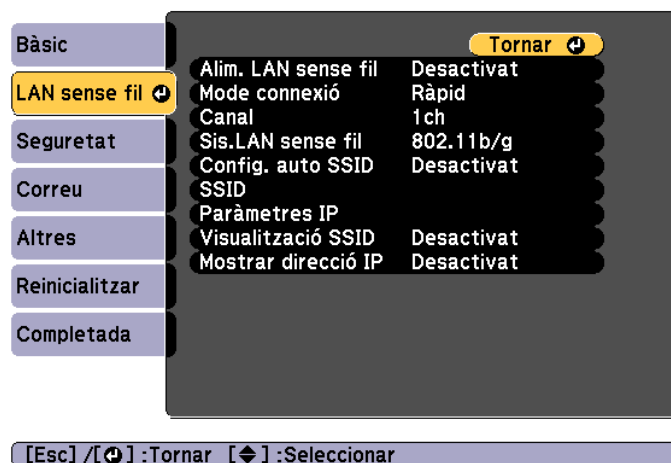 Bàsic
LAN sense fil
Seguretat
Correu
Altres
Reinicialitzar
Completada
Tornar
Alim. LAN sense fil Desactivat
Mode connexió Ràpid
Canal 1ch
Sis.LAN sense fil 802.11b/g
Config. auto SSID Desactivat
SSID
Paràmetres IP
Visualització SSID Desactivat
Mostrar direcció IP Desactivat
[Esc] /[⏎] :Tornar [◆] :Seleccionar